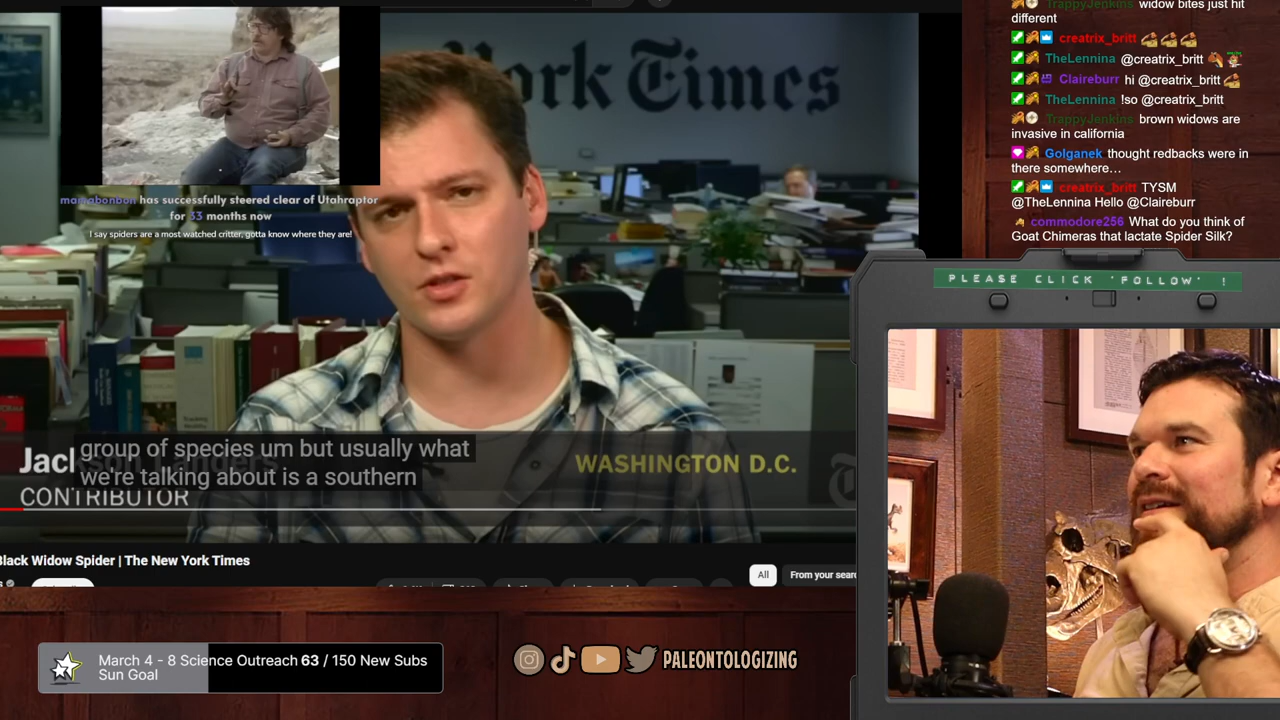 York Times
mamabonbon has successfully steered clear of Utahraptor
for 33 months now
I say spiders are a most watched critter, gotta know where they are!
group of species um but usually what
we're talking about is a southern
WASHINGTON D.C.
CONTRIBUTOR
Black Widow Spider | The New York Times
All
From your sear
March 4 - 8 Science Outreach 63 / 150 New Subs
Sun Goal
PALEONTOLOGIZING
TrappyJenkins widow bites just hit
different
creatrix_britt
TheLennina @creatrix_britt
Claireburr hi @creatrix_britt
TheLennina !so @creatrix_britt
TrappyJenkins brown widows are
invasive in california
Golganek thought redbacks were in
there somewhere…
creatrix_britt TYSM
@TheLennina Hello @Claireburr
commodore256 What do you think of
Goat Chimeras that lactate Spider Silk?
PLEASE CLICK 'FOLLOW' !